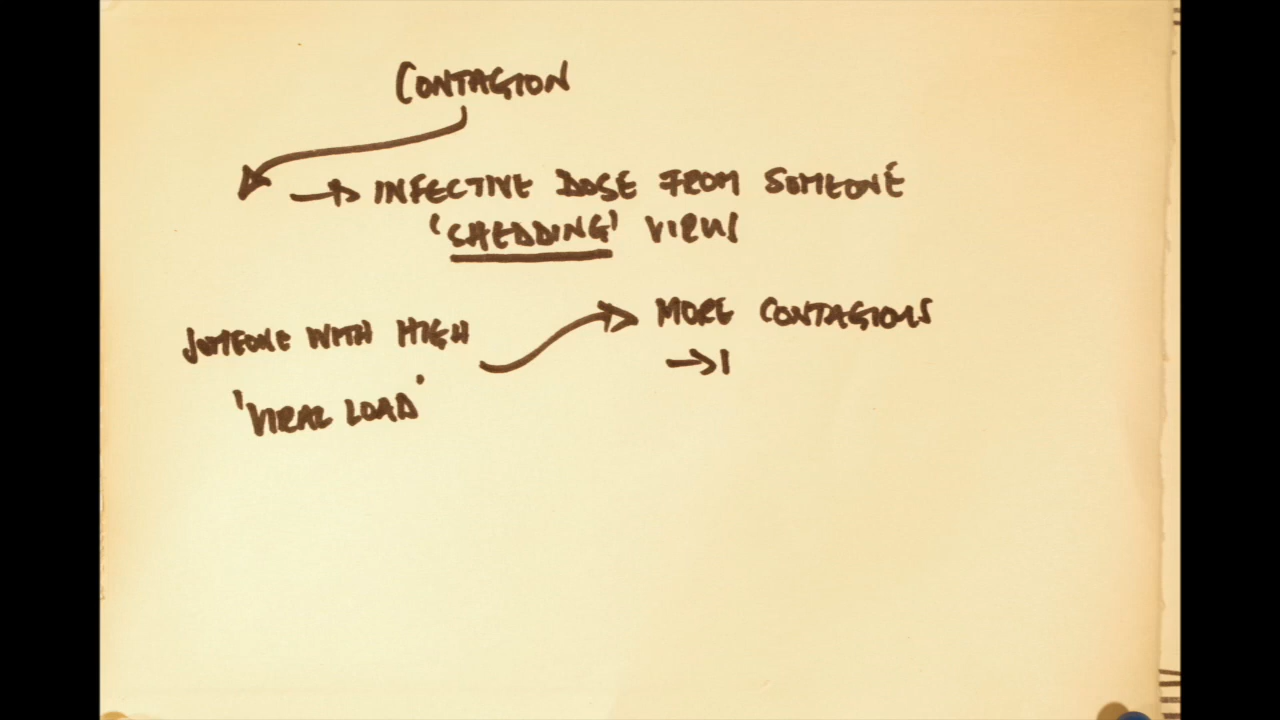 CONTAGION
→ INFECTIVE DOSE FROM SOMEONE
'SHEDDING' VIRUS
SOMEONE WITH HIGH
'VIRAL LOAD'
→ MORE CONTAGIOUS
→ I